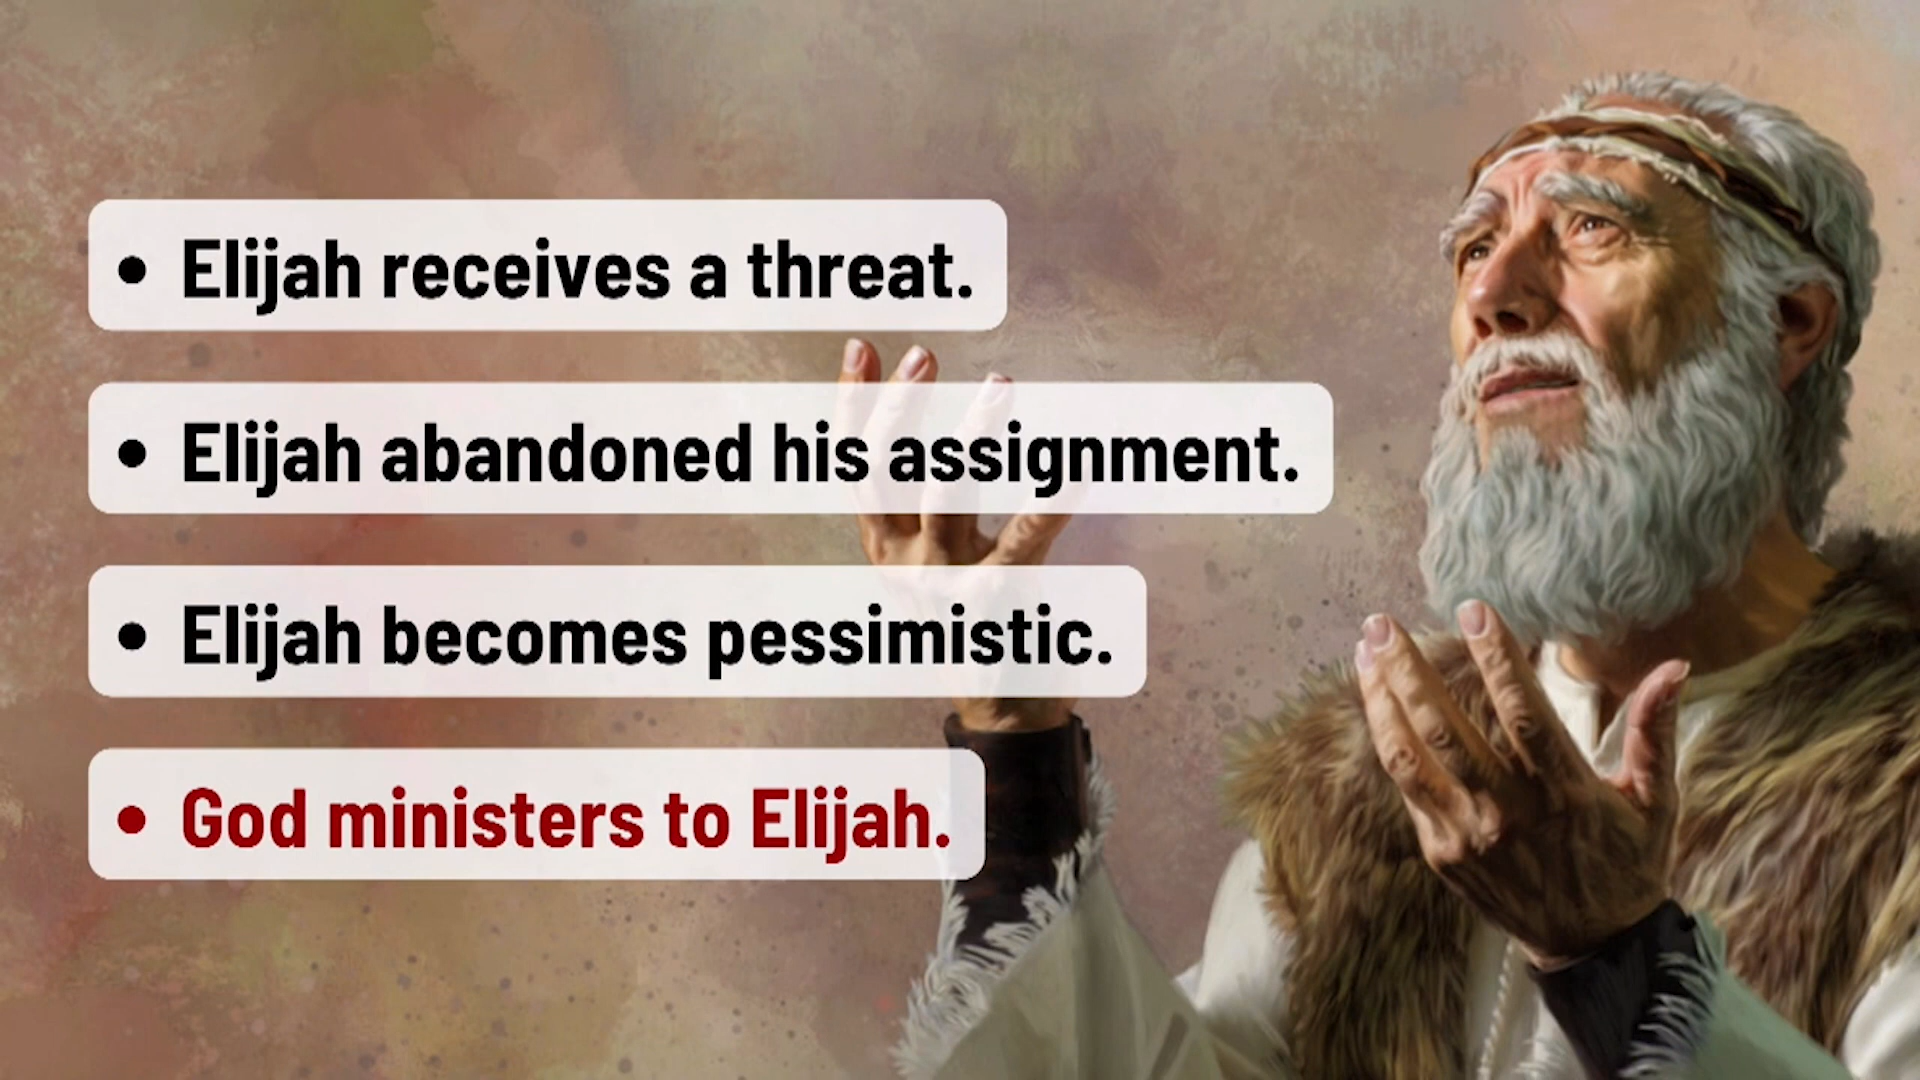 • Elijah receives a threat.
• Elijah abandoned his assignment.
• Elijah becomes pessimistic.
• God ministers to Elijah.